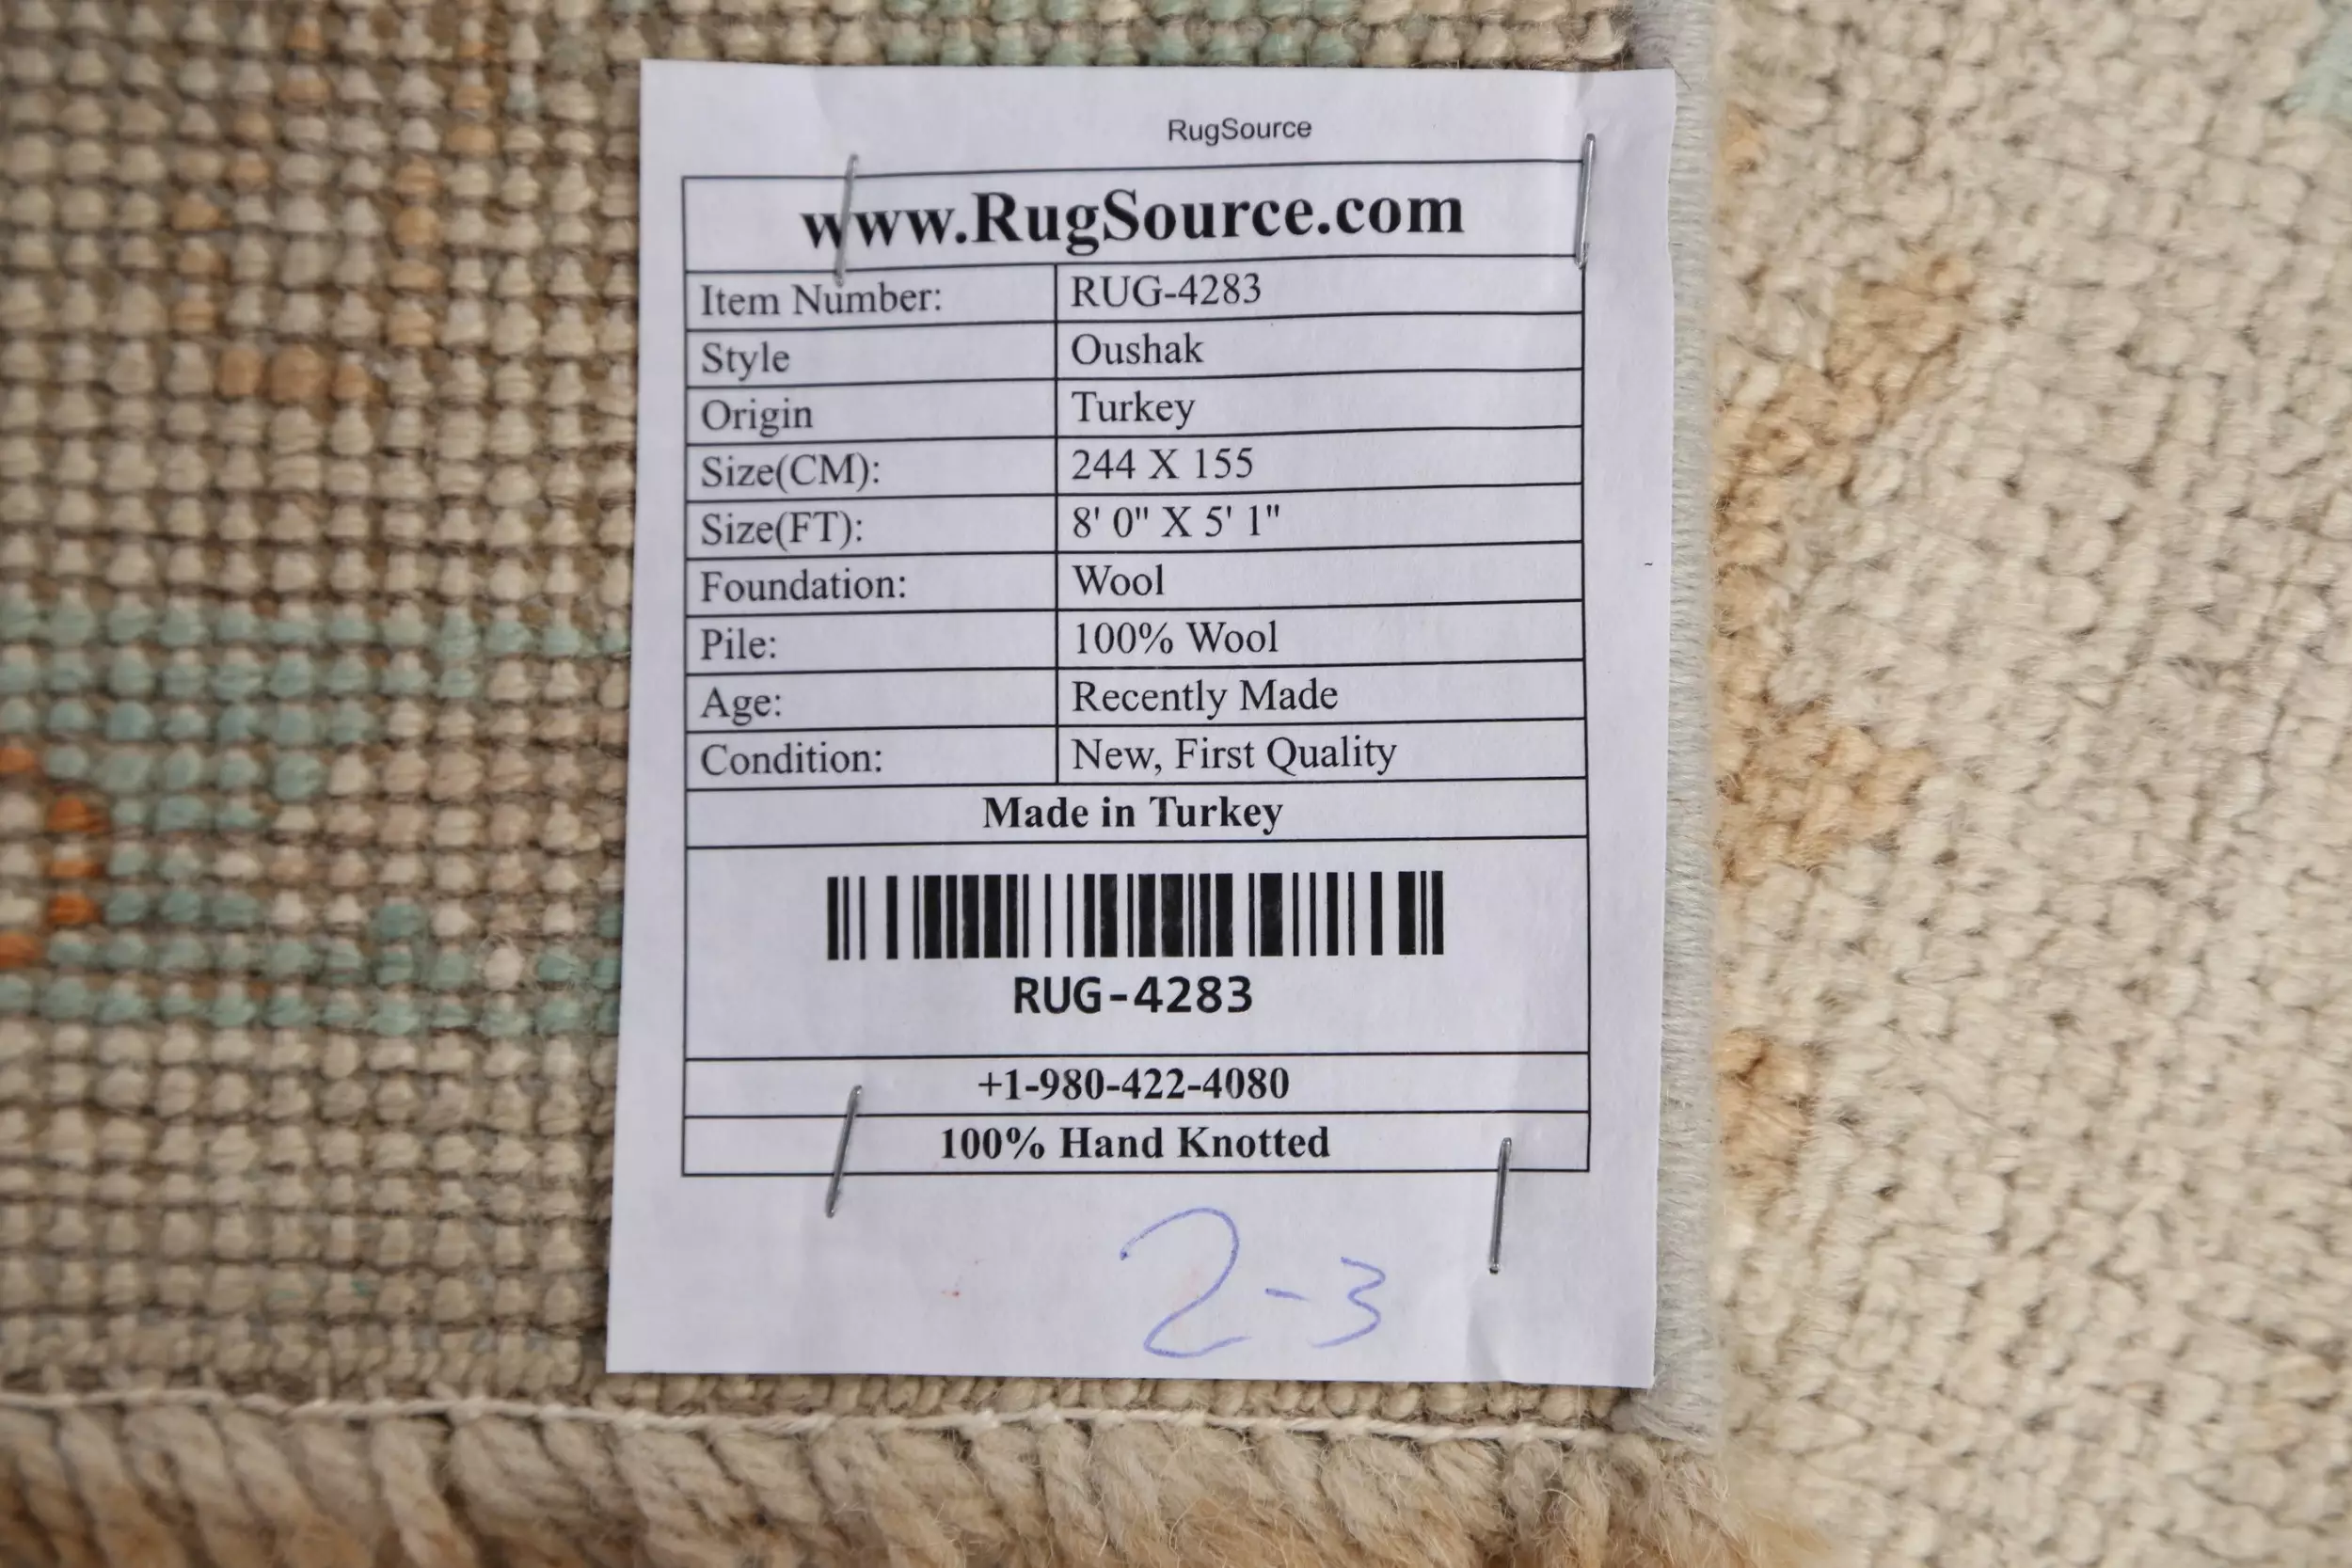 RugSource
www.RugSource.com
Item Number: RUG-4283
Style Oushak
Origin Turkey
Size(CM): 244 X 155
Size(FT): 8' 0" X 5' 1"
Foundation: Wool
Pile: 100% Wool
Age: Recently Made
Condition: New, First Quality
Made in Turkey
RUG-4283
+1-980-422-4080
100% Hand Knotted
2-3